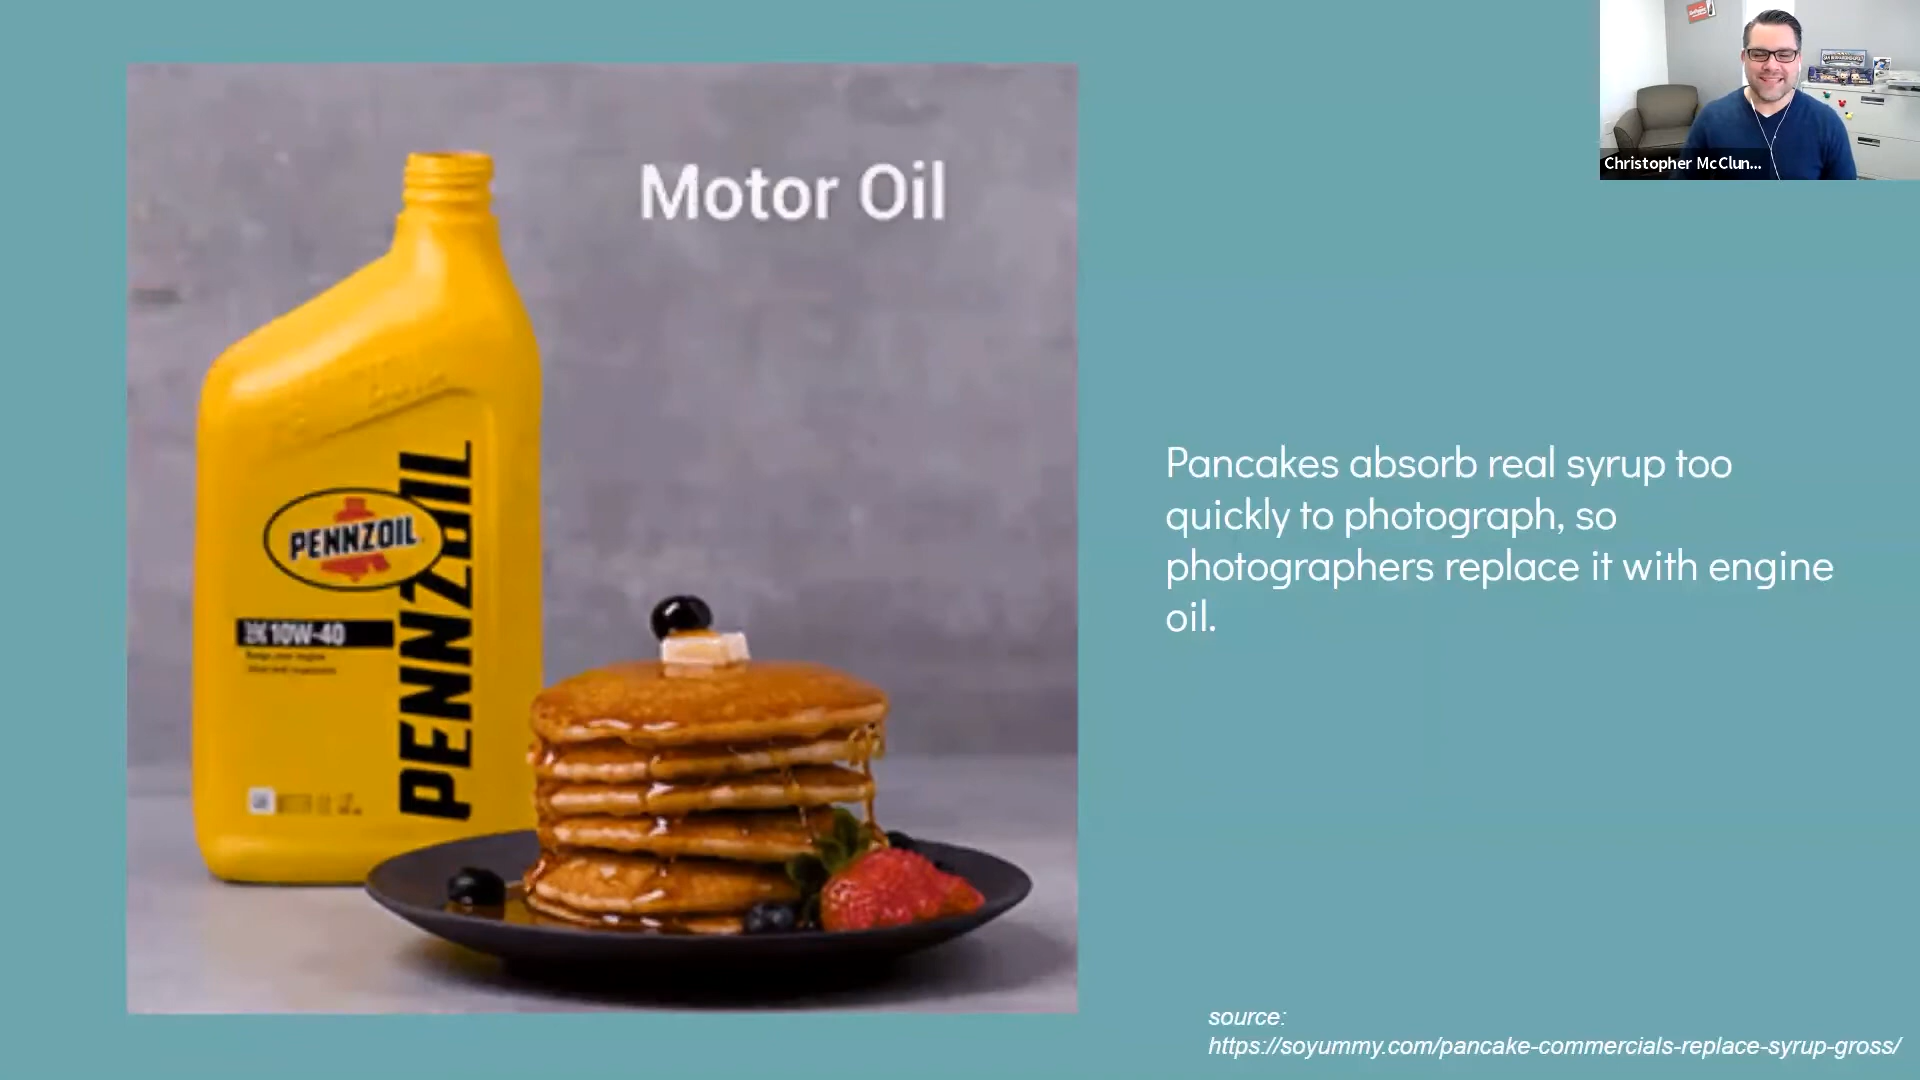 Christopher McClun...
Motor Oil
PENNZOIL
PENNZOIL
SAE 10W-40
Pancakes absorb real syrup too
quickly to photograph, so
photographers replace it with engine
oil.
source:
https://soyummy.com/pancake-commercials-replace-syrup-gross/